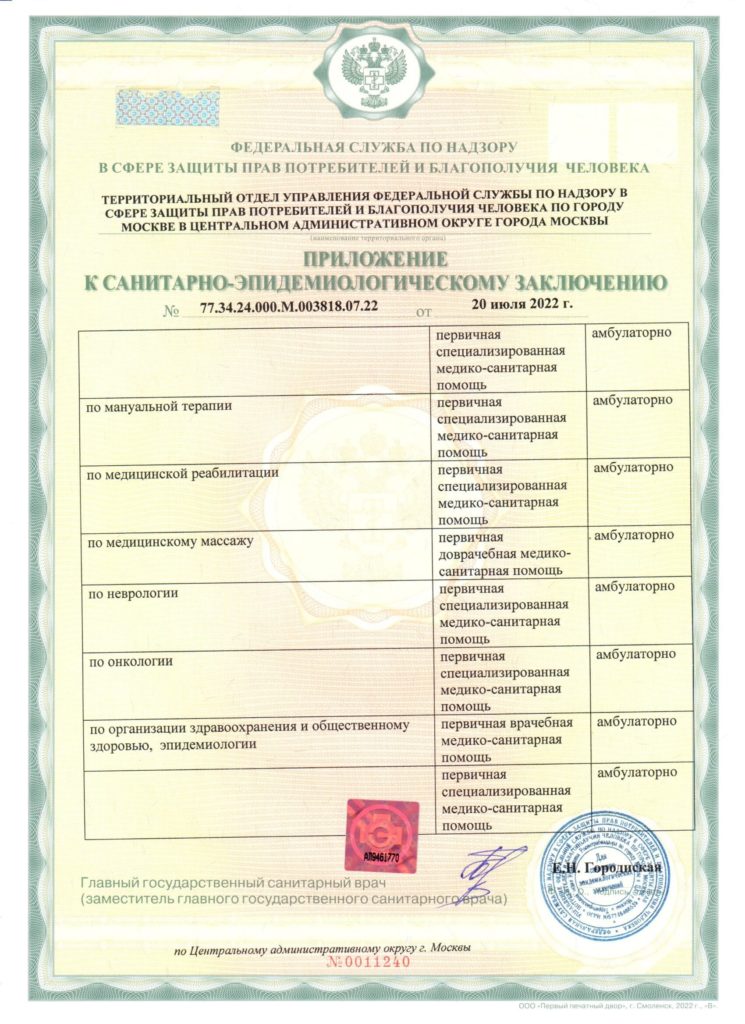 ФЕДЕРАЛЬНАЯ СЛУЖБА ПО НАДЗОРУ
В СФЕРЕ ЗАЩИТЫ ПРАВ ПОТРЕБИТЕЛЕЙ И БЛАГОПОЛУЧИЯ ЧЕЛОВЕКА
ТЕРРИТОРИАЛЬНЫЙ ОТДЕЛ УПРАВЛЕНИЯ ФЕДЕРАЛЬНОЙ СЛУЖБЫ ПО НАДЗОРУ В
СФЕРЕ ЗАЩИТЫ ПРАВ ПОТРЕБИТЕЛЕЙ И БЛАГОПОЛУЧИЯ ЧЕЛОВЕКА ПО ГОРОДУ
МОСКВЕ В ЦЕНТРАЛЬНОМ АДМИНИСТРАТИВНОМ ОКРУГЕ ГОРОДА МОСКВЫ
(наименование территориального органа)
ПРИЛОЖЕНИЕ
К САНИТАРНО-ЭПИДЕМИОЛОГИЧЕСКОМУ ЗАКЛЮЧЕНИЮ
№ 77.34.24.000.М.003818.07.22 от 20 июля 2022 г.
первичная амбулаторно
специализированная
медико-санитарная
помощь
по мануальной терапии первичная амбулаторно
специализированная
медико-санитарная
помощь
по медицинской реабилитации первичная амбулаторно
специализированная
медико-санитарная
помощь
по медицинскому массажу первичная амбулаторно
доврачебная медико-
санитарная помощь
по неврологии первичная амбулаторно
специализированная
медико-санитарная
помощь
по онкологии первичная амбулаторно
специализированная
медико-санитарная
помощь
по организации здравоохранения и общественному первичная врачебная амбулаторно
здоровью, эпидемиологии медико-санитарная
помощь
первичная амбулаторно
специализированная
медико-санитарная
помощь
АП9461770
Е.Н. Городиская
Главный государственный санитарный врач
(заместитель главного государственного санитарного врача)
по Центральному административному округу г. Москвы
№0011240
ООО «Первый печатный двор», г. Смоленск, 2022 г., «В».